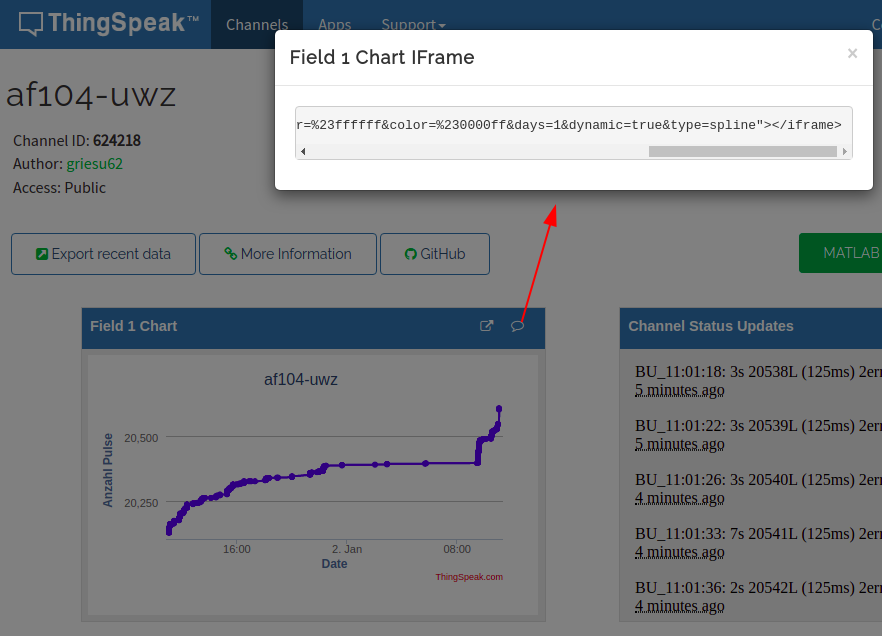 ThingSpeak™ Channels Apps Support C
Field 1 Chart IFrame ×
r=%23ffffff&color=%230000ff&days=1&dynamic=true&type=spline"></iframe>
af104-uwz
Channel ID: 624218
Author: griesu62
Access: Public
Export recent data More Information GitHub MATLAB
Field 1 Chart
af104-uwz
Anzahl Pulse
20,500
20,250
16:00 2. Jan 08:00
Date
ThingSpeak.com
Channel Status Updates
BU_11:01:18: 3s 20538L (125ms) 2err
5 minutes ago
BU_11:01:22: 3s 20539L (125ms) 2err
5 minutes ago
BU_11:01:26: 3s 20540L (125ms) 2err
4 minutes ago
BU_11:01:33: 7s 20541L (125ms) 2err
4 minutes ago
BU_11:01:36: 2s 20542L (125ms) 2err
4 minutes ago